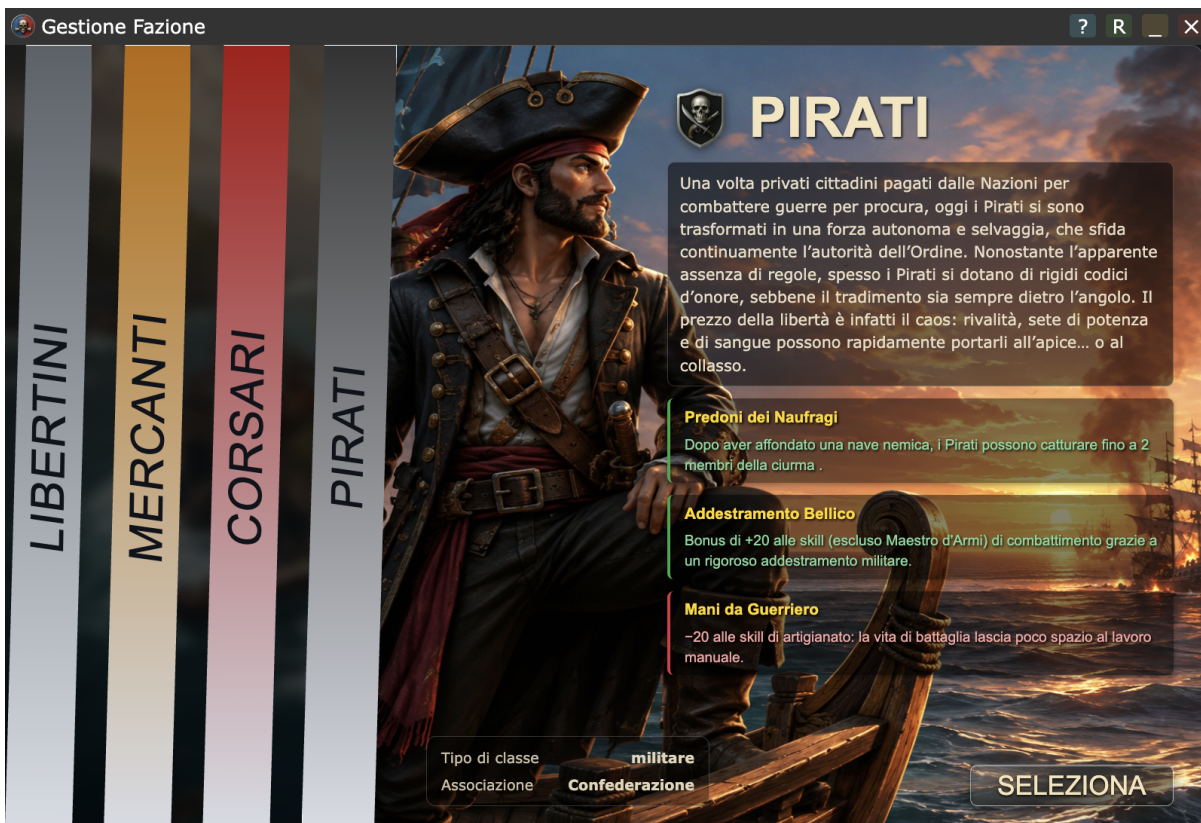 Gestione Fazione
? R _ ×
LIBERTINI
MERCANTI
CORSARI
PIRATI
PIRATI
Una volta privati cittadini pagati dalle Nazioni per
combattere guerre per procura, oggi i Pirati si sono
trasformati in una forza autonoma e selvaggia, che sfida
continuamente l’autorità dell’Ordine. Nonostante l’apparente
assenza di regole, spesso i Pirati si dotano di rigidi codici
d’onore, sebbene il tradimento sia sempre dietro l’angolo. Il
prezzo della libertà è infatti il caos: rivalità, sete di potenza
e di sangue possono rapidamente portarli all’apice… o al
collasso.
Predoni dei Naufragi
Dopo aver affondato una nave nemica, i Pirati possono catturare fino a 2
membri della ciurma .
Addestramento Bellico
Bonus di +20 alle skill (escluso Maestro d'Armi) di combattimento grazie a
un rigoroso addestramento militare.
Mani da Guerriero
−20 alle skill di artigianato: la vita di battaglia lascia poco spazio al lavoro
manuale.
Tipo di classe militare
Associazione Confederazione
SELEZIONA